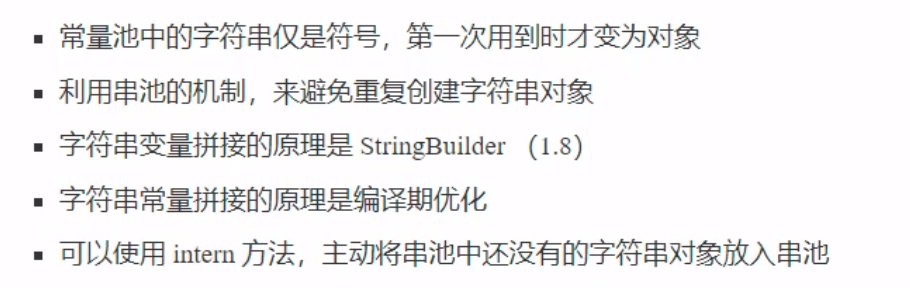 ▪ 常量池中的字符串仅是符号，第一次用到时才变为对象
▪ 利用串池的机制，来避免重复创建字符串对象
▪ 字符串变量拼接的原理是 StringBuilder （1.8）
▪ 字符串常量拼接的原理是编译期优化
▪ 可以使用 intern 方法，主动将串池中还没有的字符串对象放入串池